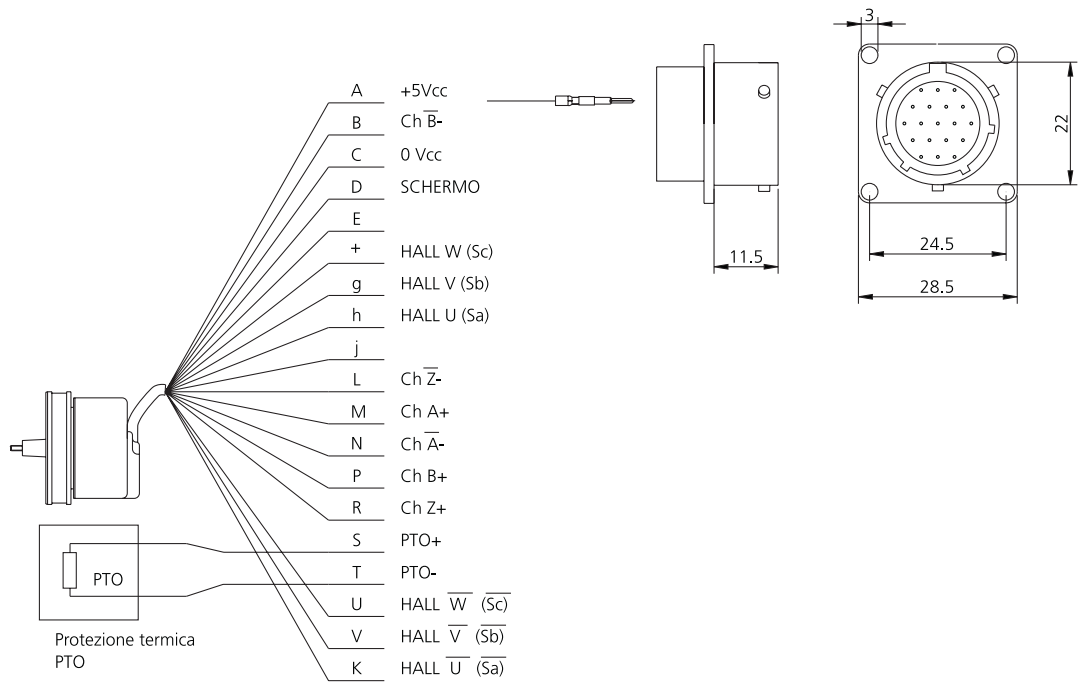 A +5Vcc
B Ch B̅-
C 0 Vcc
D SCHERMO
E
+ HALL W (Sc)
g HALL V (Sb)
h HALL U (Sa)
j
L Ch Z̅-
M Ch A+
N Ch A̅-
P Ch B+
R Ch Z+
S PTO+
T PTO-
U HALL W̅ (S̅c̅)
V HALL V̅ (S̅b̅)
K HALL U̅ (S̅a̅)
PTO
Protezione termica
PTO
11.5
3
22
24.5
28.5